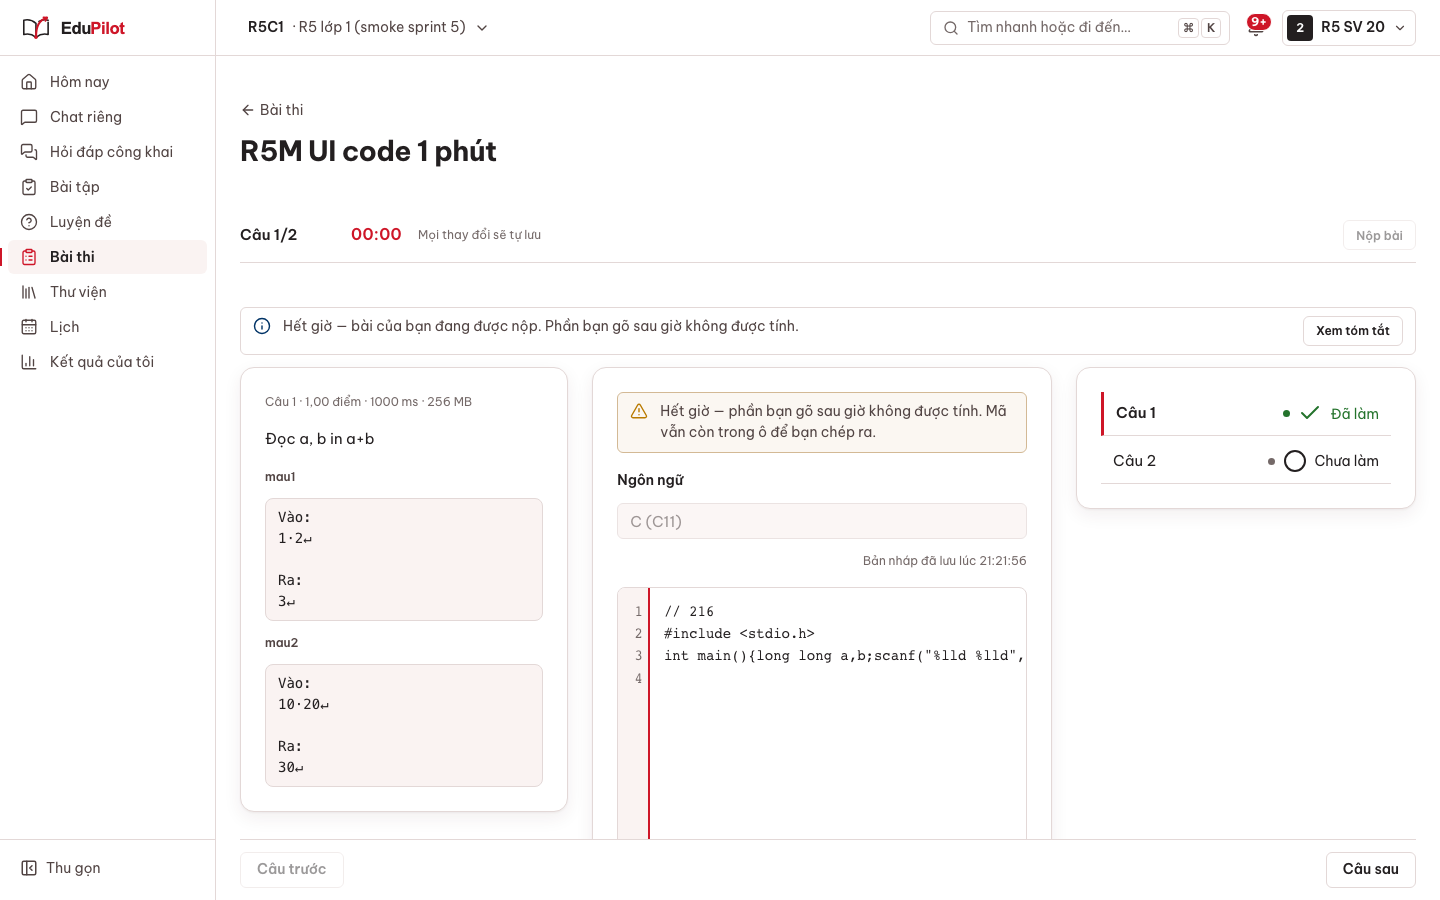 EduPilot
R5C1 · R5 lớp 1 (smoke sprint 5)
Tìm nhanh hoặc đi đến...
⌘ K
9+
2 R5 SV 20
Hôm nay
Chat riêng
Hỏi đáp công khai
Bài tập
Luyện đề
Bài thi
Thư viện
Lịch
Kết quả của tôi
Thu gọn
← Bài thi
R5M UI code 1 phút
Câu 1/2 00:00 Mọi thay đổi sẽ tự lưu
Nộp bài
Hết giờ — bài của bạn đang được nộp. Phần bạn gõ sau giờ không được tính.
Xem tóm tắt
Câu 1 · 1,00 điểm · 1000 ms · 256 MB
Đọc a, b in a+b
mau1
Vào:
1·2↵
Ra:
3↵
mau2
Vào:
10·20↵
Ra:
30↵
Hết giờ — phần bạn gõ sau giờ không được tính. Mã
vẫn còn trong ô để bạn chép ra.
Ngôn ngữ
C (C11)
Bản nháp đã lưu lúc 21:21:56
1 // 216
2 #include <stdio.h>
3 int main(){long long a,b;scanf("%lld %lld",
4
Câu 1 Đã làm
Câu 2 Chưa làm
Câu trước
Câu sau